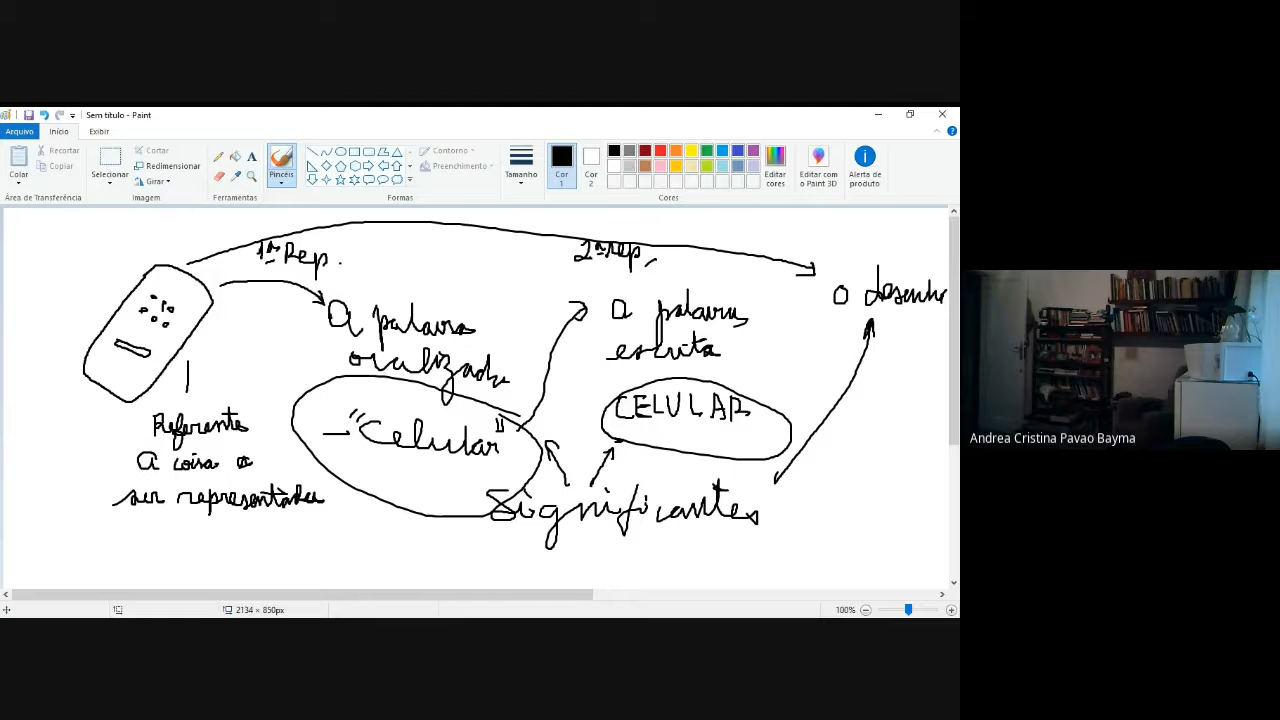 Sem título - Paint
Arquivo Início Exibir
Colar
Recortar
Copiar
Área de Transferência
Selecionar
Cortar
Redimensionar
Girar
Imagem
Ferramentas
Pincéis
Contorno
Preenchimento
Formas
Tamanho
Cor 1
Cor 2
Cores
Editar cores
Editar com o Paint 3D
Alerta de produto
1ª Rep.
2ª rep.
O desenho
A palavra
oralizada
A palavra
escrita
- "Celular"
CELULAR
Referente
A coisa a
ser representada
Significantes
Andrea Cristina Pavao Bayma
2134 × 850px
100%